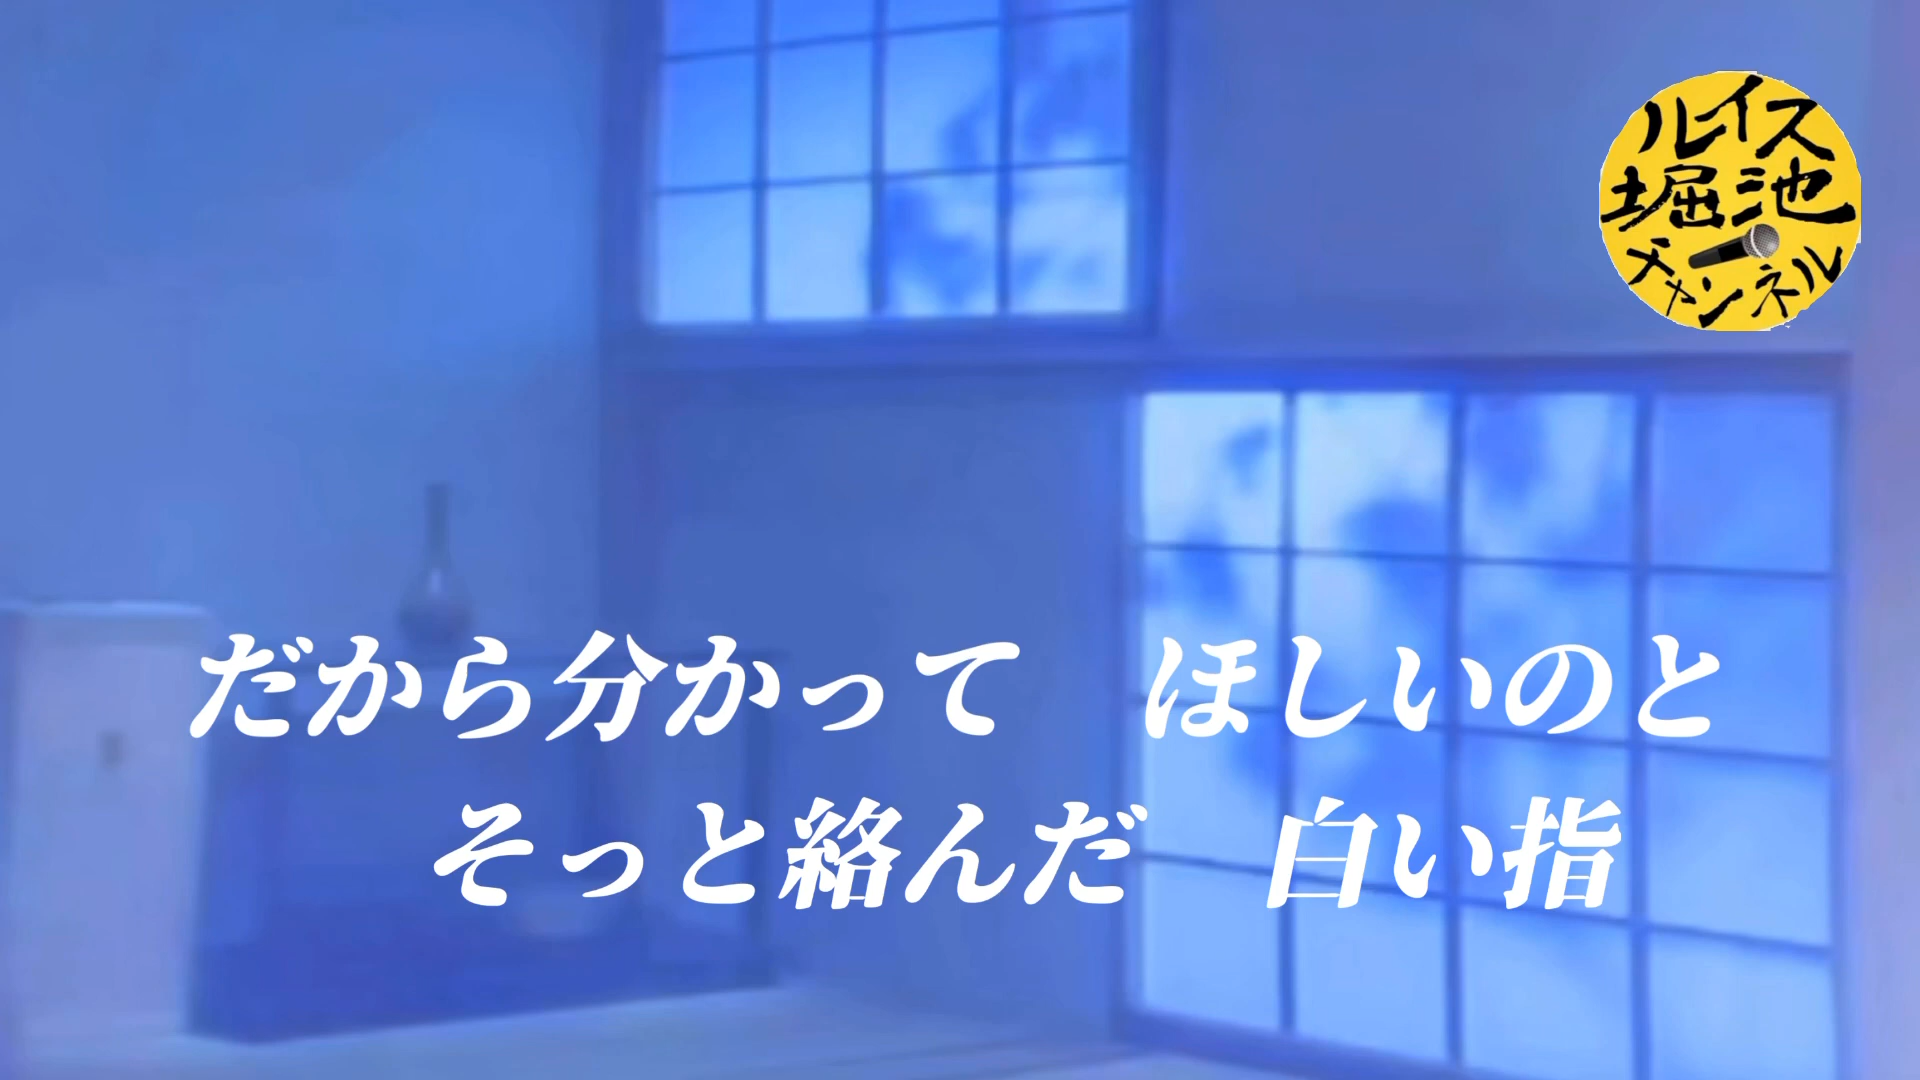 ルイス
堀池
チャンネル
だから分かって　ほしいのと
そっと絡んだ　白い指